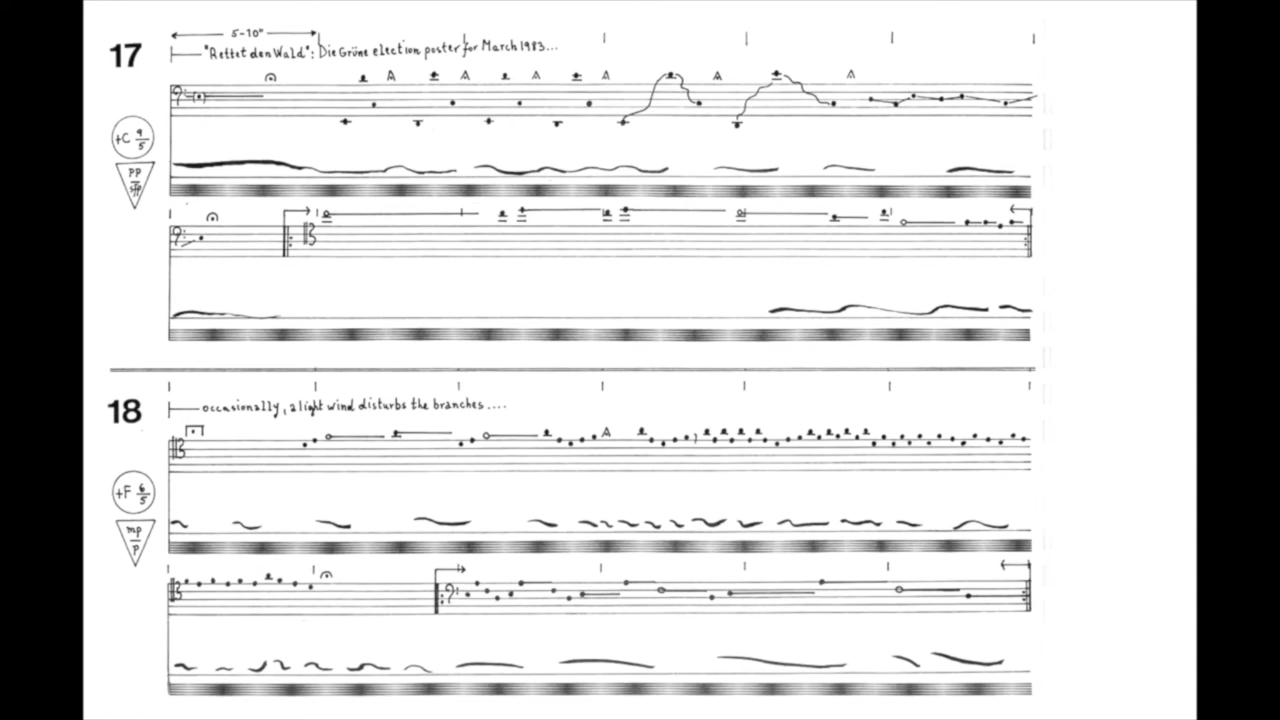 5-10"
17
"Rettet den Wald": Die Grüne election poster for March 1983...
+C 9/5
pp
sfp
18
occasionally, a light wind disturbs the branches....
+F 6/5
mp
p